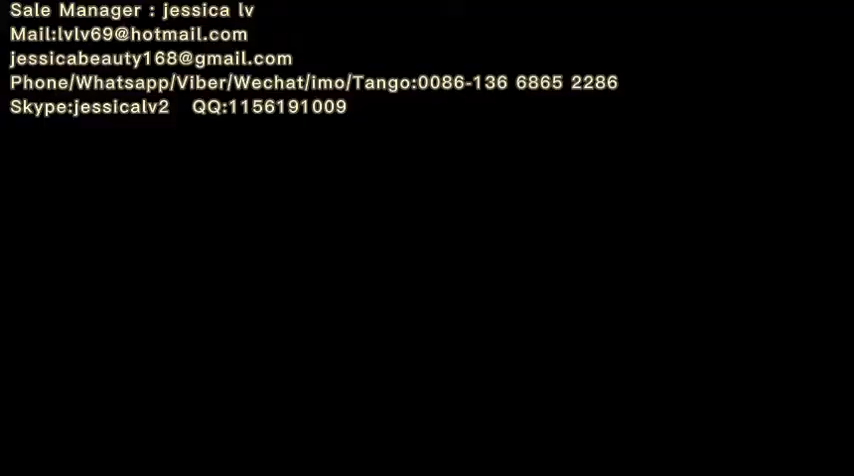 Sale Manager : jessica lv
Mail:lvlv69@hotmail.com
jessicabeauty168@gmail.com
Phone/Whatsapp/Viber/Wechat/imo/Tango:0086-136 6865 2286
Skype:jessicalv2 QQ:1156191009